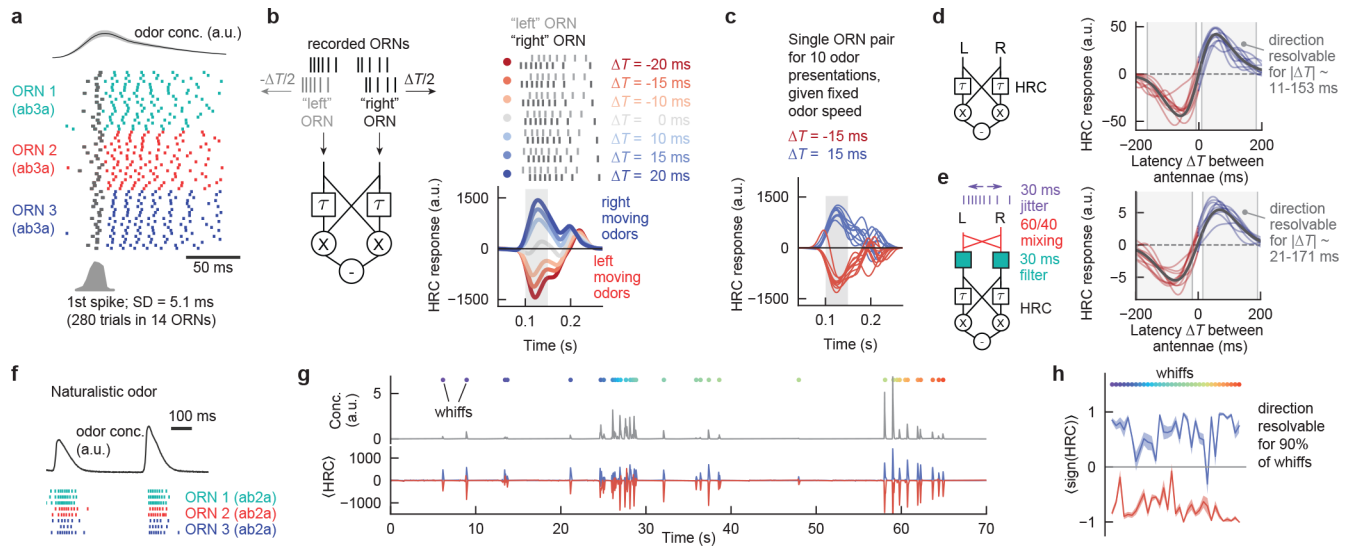 a
odor conc. (a.u.)
ORN 1
(ab3a)
ORN 2
(ab3a)
ORN 3
(ab3a)
50 ms
1st spike; SD = 5.1 ms
(280 trials in 14 ORNs)
b
recorded ORNs
-ΔT/2
ΔT/2
"left"
ORN
"right"
ORN
τ
τ
X
X
-
"left" ORN
"right" ORN
ΔT = -20 ms
ΔT = -15 ms
ΔT = -10 ms
ΔT = 0 ms
ΔT = 10 ms
ΔT = 15 ms
ΔT = 20 ms
HRC response (a.u.)
1500
0
-1500
right
moving
odors
left
moving
odors
0.1
0.2
Time (s)
c
Single ORN pair
for 10 odor
presentations,
given fixed
odor speed
ΔT = -15 ms
ΔT = 15 ms
HRC response (a.u.)
1500
0
-1500
0.1
0.2
Time (s)
d
L
R
τ
τ
HRC
X
X
-
HRC response (a.u.)
50
0
-50
-200
0
200
Latency ΔT between
antennae (ms)
direction
resolvable
for |ΔT| ~
11-153 ms
e
30 ms
jitter
L
R
60/40
mixing
30 ms
filter
τ
τ
HRC
X
X
-
HRC response (a.u.)
5
0
-5
-200
0
200
Latency ΔT between
antennae (ms)
direction
resolvable
for |ΔT| ~
21-171 ms
f
Naturalistic odor
100 ms
odor conc.
(a.u.)
ORN 1 (ab2a)
ORN 2 (ab2a)
ORN 3 (ab2a)
g
whiffs
Conc.
(a.u.)
5
0
⟨HRC⟩
1000
0
-1000
0
10
20
30
40
50
60
70
Time (s)
h
whiffs
⟨sign(HRC)⟩
1
0
-1
direction
resolvable
for 90%
of whiffs